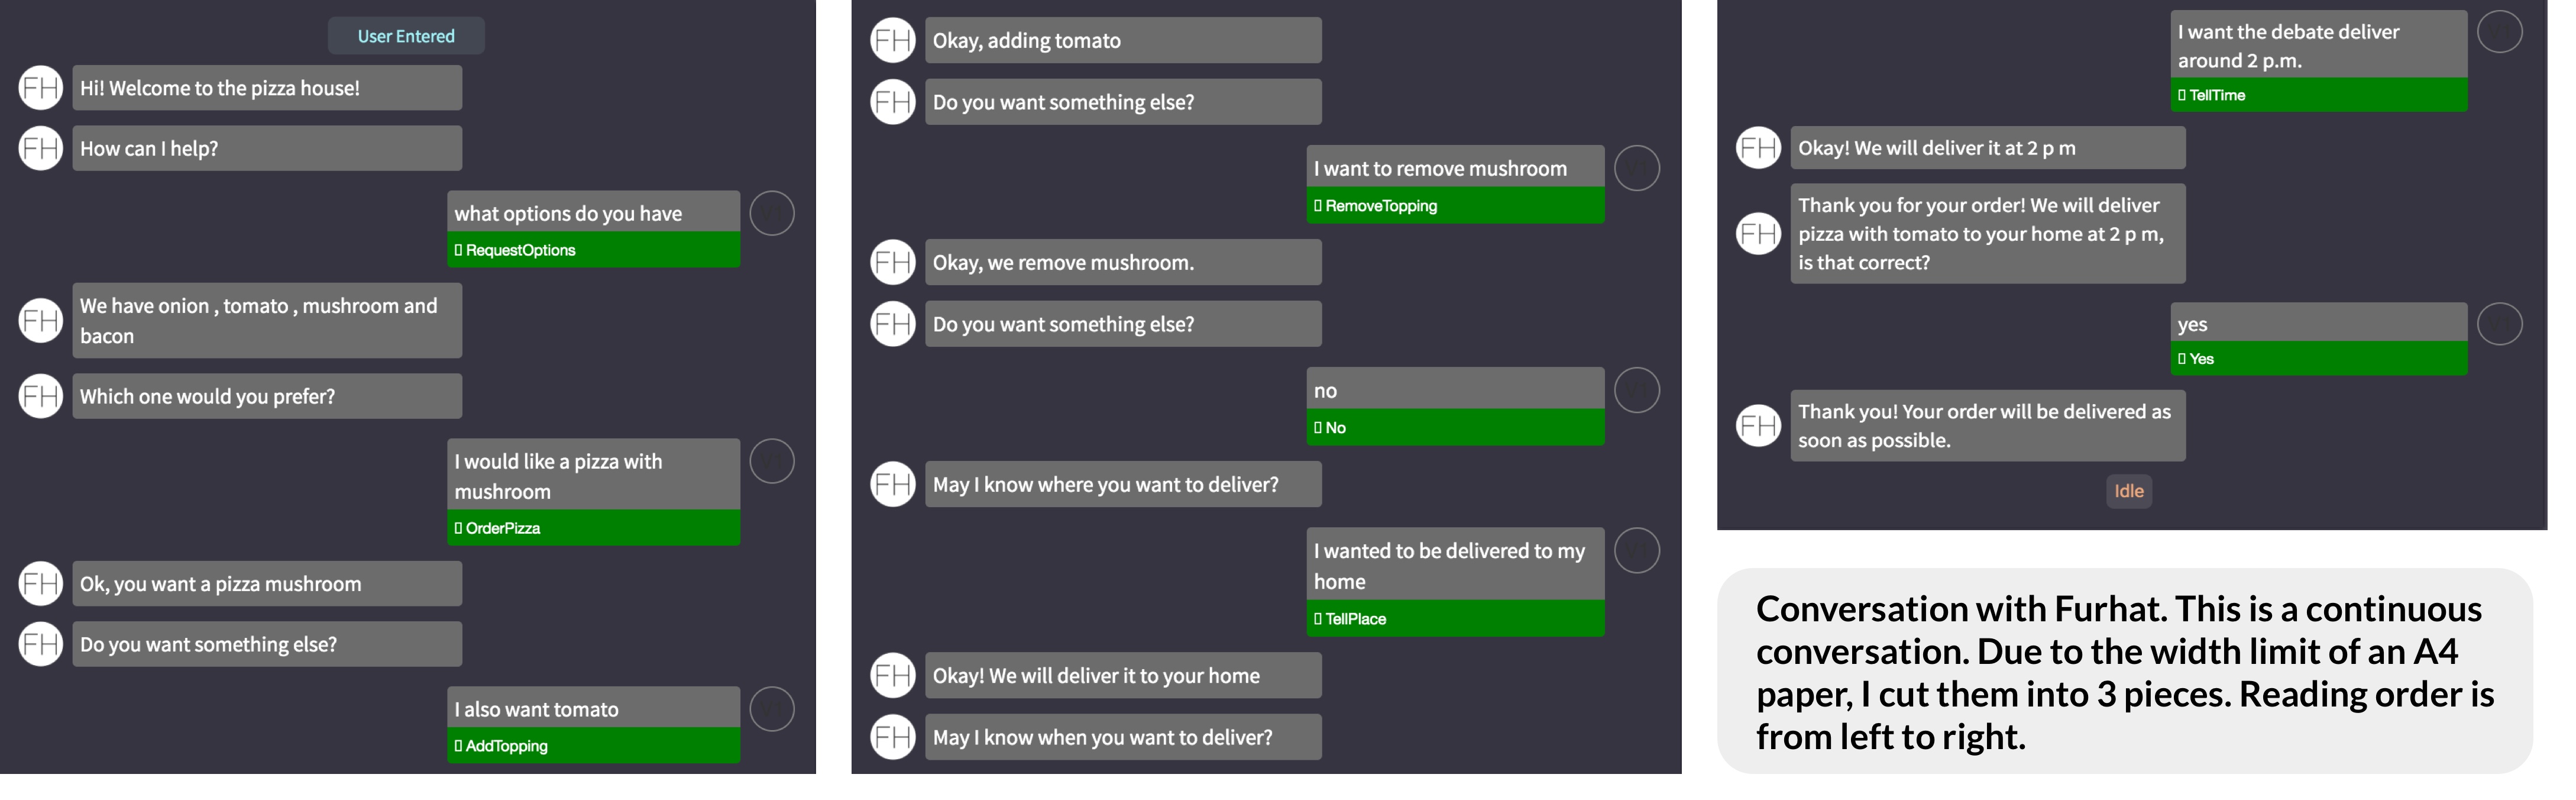 User Entered
FH
Hi! Welcome to the pizza house!
FH
How can I help?
what options do you have
RequestOptions
FH
We have onion , tomato , mushroom and
bacon
FH
Which one would you prefer?
I would like a pizza with
mushroom
OrderPizza
FH
Ok, you want a pizza mushroom
FH
Do you want something else?
I also want tomato
AddTopping
FH
Okay, adding tomato
FH
Do you want something else?
I want to remove mushroom
RemoveTopping
FH
Okay, we remove mushroom.
FH
Do you want something else?
no
No
FH
May I know where you want to deliver?
I wanted to be delivered to my
home
TellPlace
FH
Okay! We will deliver it to your home
FH
May I know when you want to deliver?
I want the debate deliver
around 2 p.m.
TellTime
FH
Okay! We will deliver it at 2 p m
FH
Thank you for your order! We will deliver
pizza with tomato to your home at 2 p m,
is that correct?
yes
Yes
FH
Thank you! Your order will be delivered as
soon as possible.
Idle
Conversation with Furhat. This is a continuous
conversation. Due to the width limit of an A4
paper, I cut them into 3 pieces. Reading order is
from left to right.